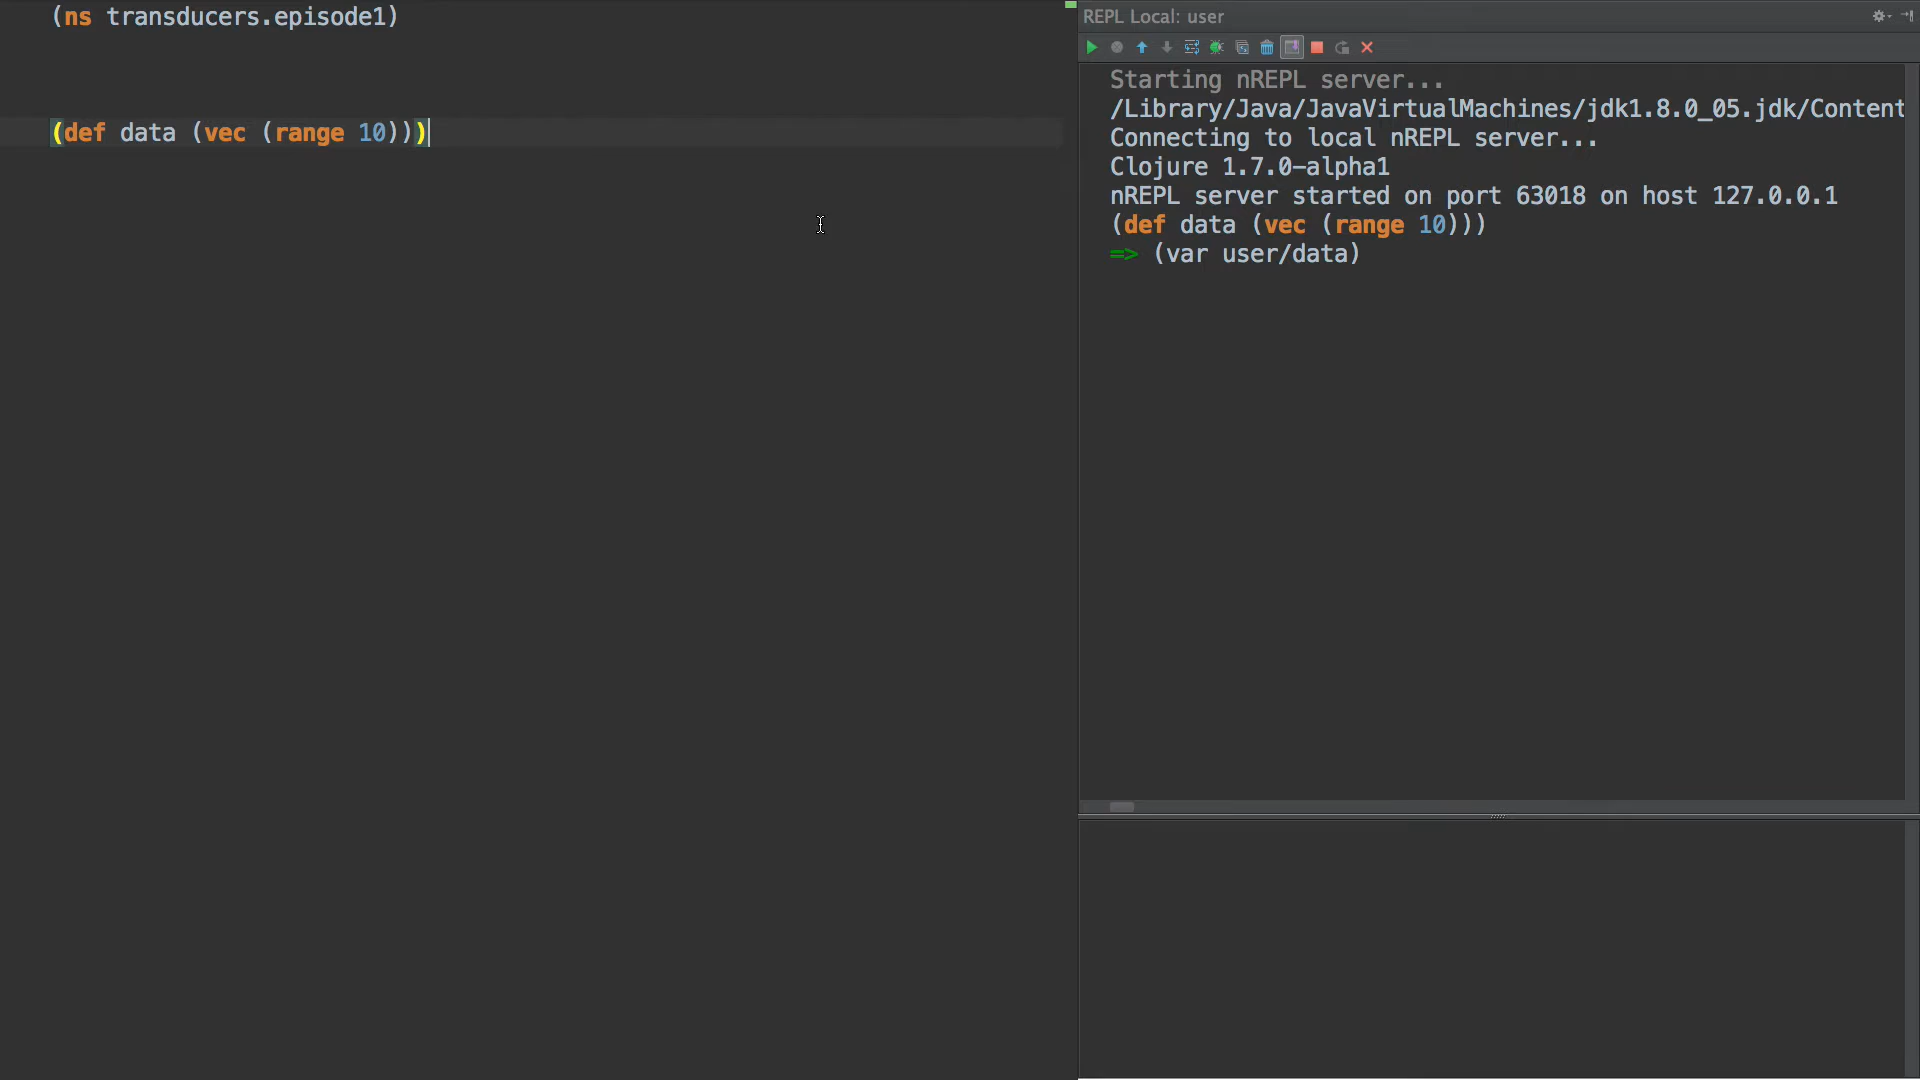 (ns transducers.episode1)
(def data (vec (range 10)))
REPL Local: user
Starting nREPL server...
/Library/Java/JavaVirtualMachines/jdk1.8.0_05.jdk/Content
Connecting to local nREPL server...
Clojure 1.7.0-alpha1
nREPL server started on port 63018 on host 127.0.0.1
(def data (vec (range 10)))
=> (var user/data)